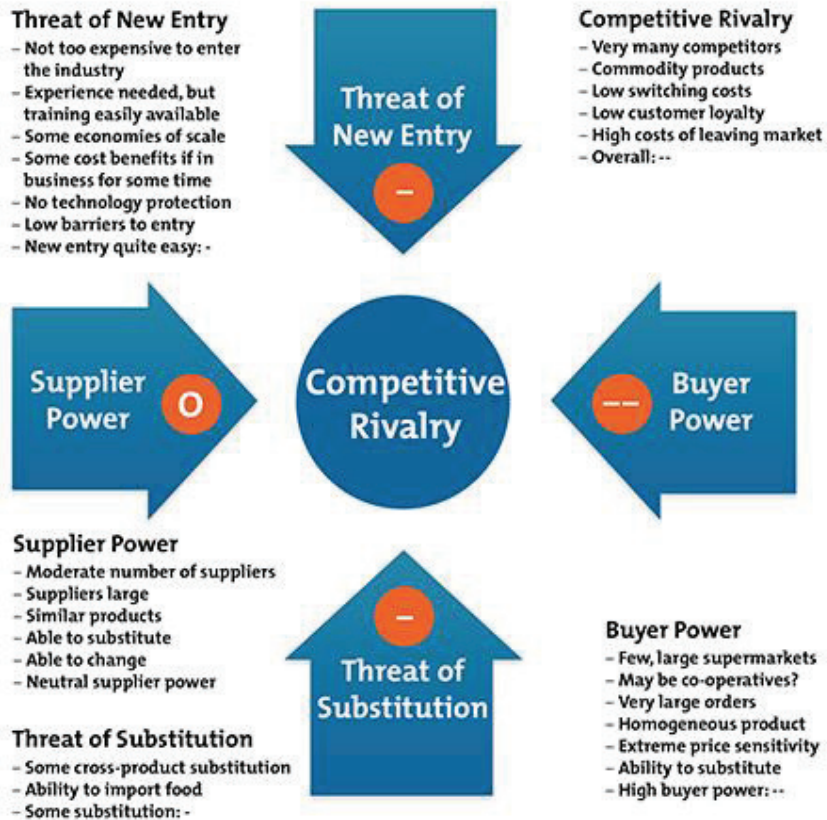 Threat of New Entry
– Not too expensive to enter
the industry
– Experience needed, but
training easily available
– Some economies of scale
– Some cost benefits if in
business for some time
– No technology protection
– Low barriers to entry
– New entry quite easy: -
Threat of
New Entry
–
Competitive Rivalry
– Very many competitors
– Commodity products
– Low switching costs
– Low customer loyalty
– High costs of leaving market
– Overall: --
Supplier
Power
O
Competitive
Rivalry
––
Buyer
Power
Supplier Power
– Moderate number of suppliers
– Suppliers large
– Similar products
– Able to substitute
– Able to change
– Neutral supplier power
Threat of Substitution
– Some cross-product substitution
– Ability to import food
– Some substitution: -
–
Threat of
Substitution
Buyer Power
– Few, large supermarkets
– May be co-operatives?
– Very large orders
– Homogeneous product
– Extreme price sensitivity
– Ability to substitute
– High buyer power: --